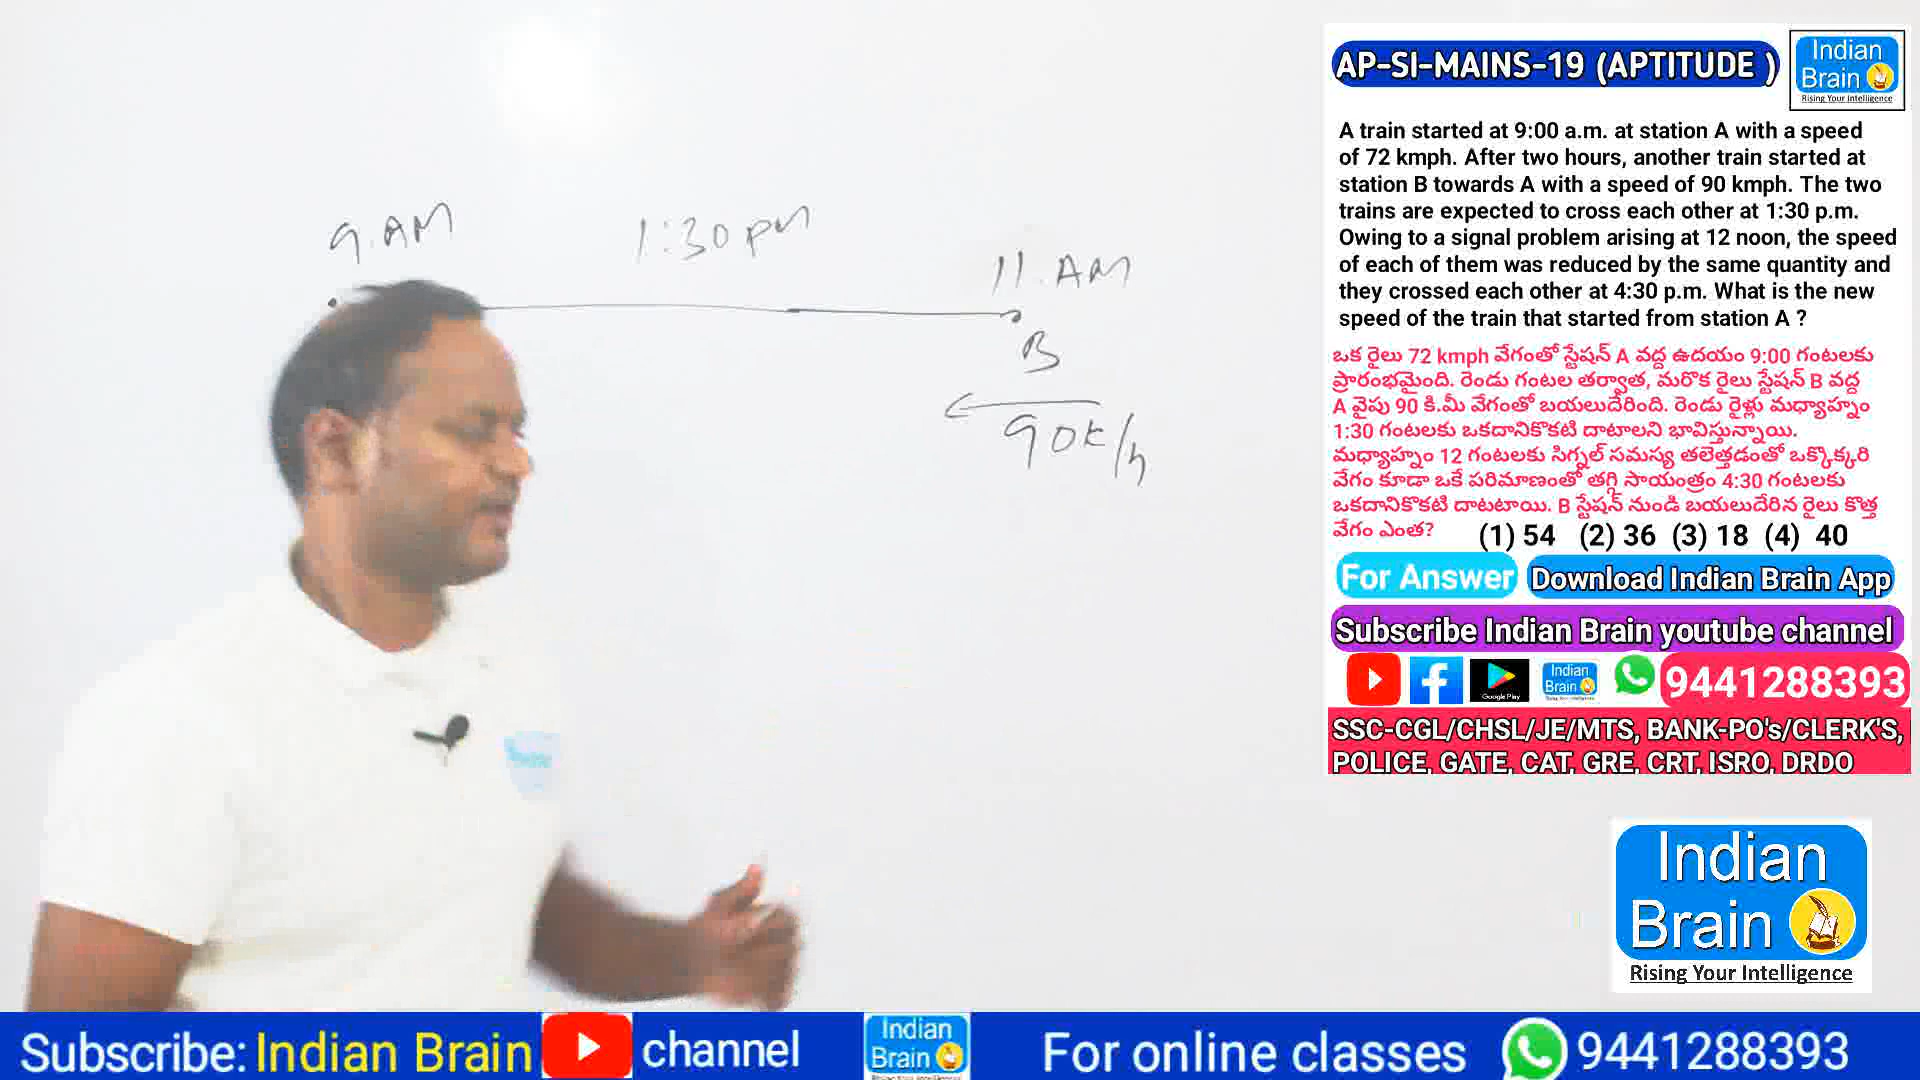 AP-SI-MAINS-19 (APTITUDE )
Indian
Brain
Rising Your Intelligence
A train started at 9:00 a.m. at station A with a speed
of 72 kmph. After two hours, another train started at
station B towards A with a speed of 90 kmph. The two
trains are expected to cross each other at 1:30 p.m.
Owing to a signal problem arising at 12 noon, the speed
of each of them was reduced by the same quantity and
they crossed each other at 4:30 p.m. What is the new
speed of the train that started from station A ?
ఒక రైలు 72 kmph వేగంతో స్టేషన్ A వద్ద ఉదయం 9:00 గంటలకు
ప్రారంభమైంది. రెండు గంటల తర్వాత, మరొక రైలు స్టేషన్ B వద్ద
A వైపు 90 కి.మీ వేగంతో బయలుదేరింది. రెండు రైళ్లు మధ్యాహ్నం
1:30 గంటలకు ఒకదానికొకటి దాటాలని భావిస్తున్నాయి.
మధ్యాహ్నం 12 గంటలకు సిగ్నల్ సమస్య తలెత్తడంతో ఒక్కొక్కరి
వేగం కూడా ఒకే పరిమాణంతో తగ్గి సాయంత్రం 4:30 గంటలకు
ఒకదానికొకటి దాటటాయి. B స్టేషన్ నుండి బయలుదేరిన రైలు కొత్త
వేగం ఎంత? (1) 54 (2) 36 (3) 18 (4) 40
For Answer Download Indian Brain App
Subscribe Indian Brain youtube channel
Google Play
Indian
Brain
9441288393
SSC-CGL/CHSL/JE/MTS, BANK-PO's/CLERK'S,
POLICE, GATE, CAT, GRE, CRT, ISRO, DRDO
9.AM
1:30 PM
11.AM
B
90k/h
Indian
Brain
Rising Your Intelligence
Subscribe: Indian Brain channel
Indian
Brain
Rising Your Intelligence
For online classes 9441288393